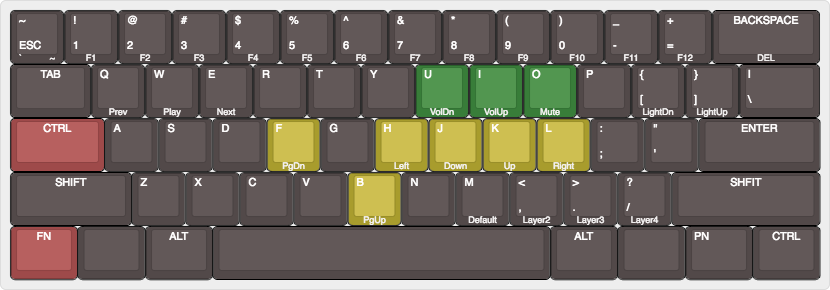 ~ ! @ # $ % ^ & * ( ) _ + BACKSPACE
ESC 1 2 3 4 5 6 7 8 9 0 - =
` ~ F1 F2 F3 F4 F5 F6 F7 F8 F9 F10 F11 F12 DEL
TAB Q W E R T Y U I O P { } |
[ ] \
Prev Play Next VolDn VolUp Mute LightDn LightUp
CTRL A S D F G H J K L : " ENTER
; '
PgDn Left Down Up Right
SHIFT Z X C V B N M < > ? SHFIT
, . /
PgUp Default Layer2 Layer3 Layer4
FN ALT ALT PN CTRL